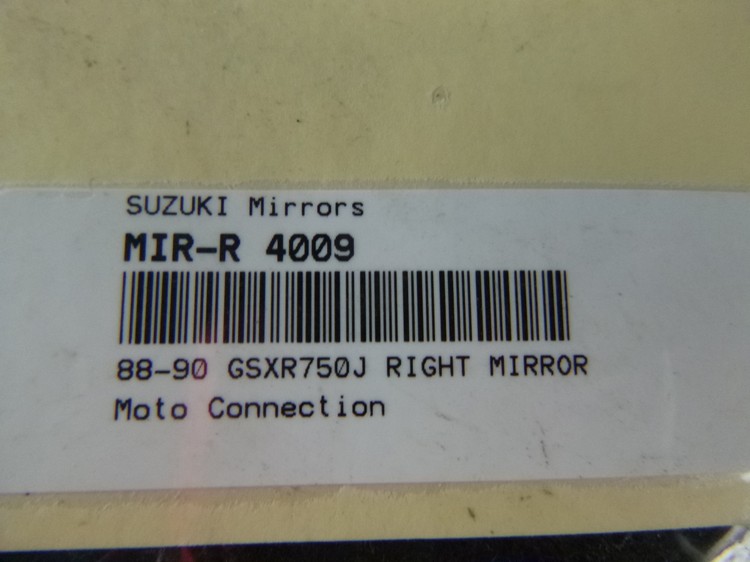 SUZUKI Mirrors
MIR-R 4009
88-90 GSXR750J RIGHT MIRROR
Moto Connection